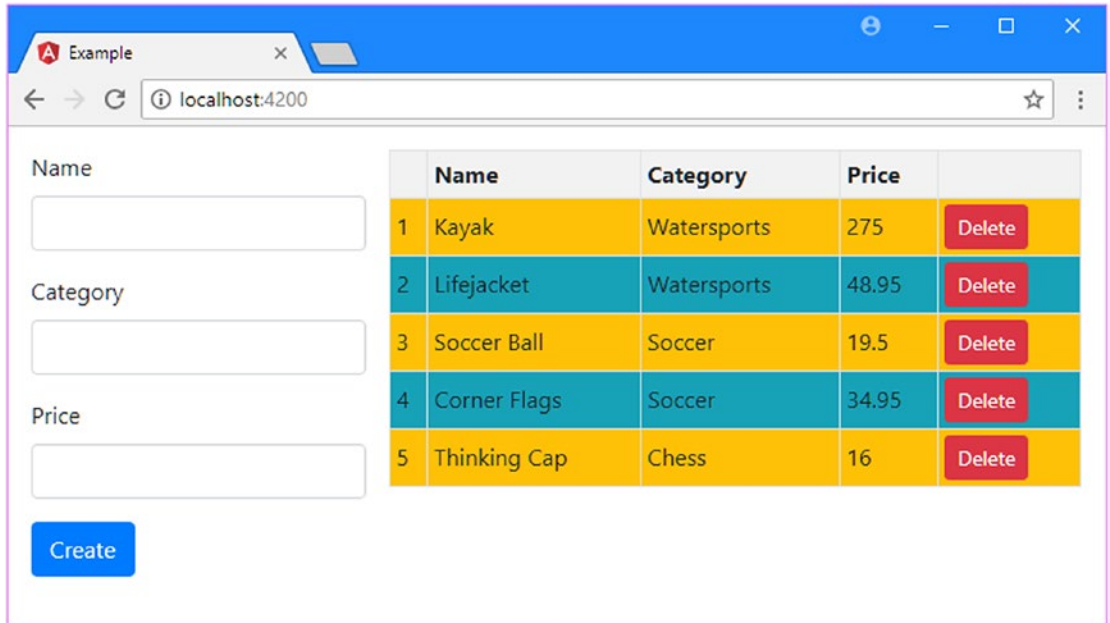 Example
localhost:4200
Name
Category
Price
Create
Name Category Price
1 Kayak Watersports 275 Delete
2 Lifejacket Watersports 48.95 Delete
3 Soccer Ball Soccer 19.5 Delete
4 Corner Flags Soccer 34.95 Delete
5 Thinking Cap Chess 16 Delete